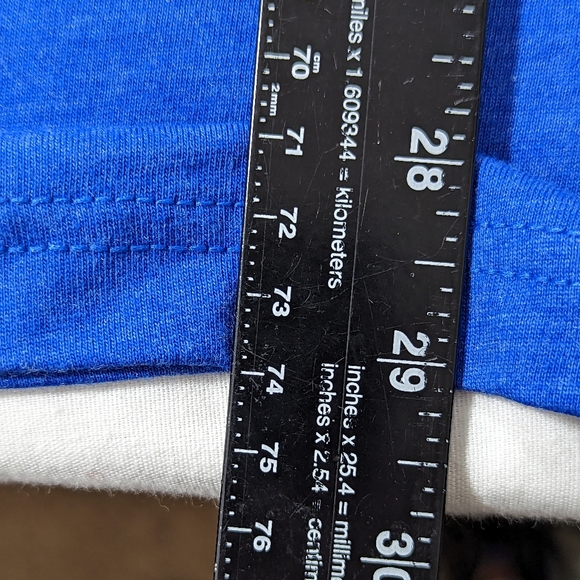 cm
70
2mm
71
72
73
74
75
76
miles x 1.609344 = kilometers
inches x 25.4 = millim
inches x 2.54 = centim
28
29
30